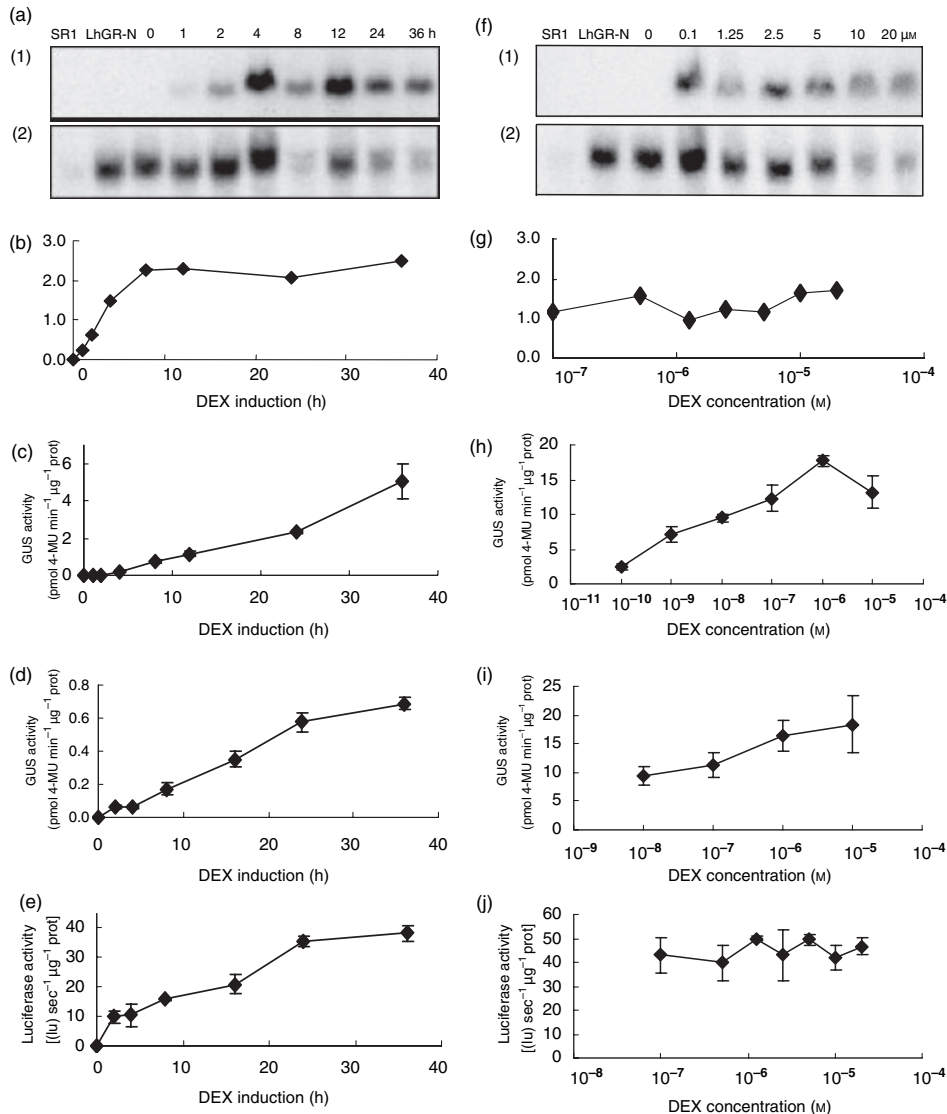 (a)
SR1 LhGR-N 0 1 2 4 8 12 24 36 h
(1)
(2)
(b)
3.0
2.0
1.0
0.0
0 10 20 30 40
DEX induction (h)
(c)
GUS activity
(pmol 4-MU min⁻¹ µg⁻¹ prot)
6
4
2
0
0 10 20 30 40
DEX induction (h)
(d)
GUS activity
(pmol 4-MU min⁻¹ µg⁻¹ prot)
0.8
0.6
0.4
0.2
0.0
0 10 20 30 40
DEX induction (h)
(e)
Luciferase activity
[(lu) sec⁻¹ µg⁻¹ prot]
40
30
20
10
0
0 10 20 30 40
DEX induction (h)
(f)
SR1 LhGR-N 0 0.1 1.25 2.5 5 10 20 µM
(1)
(2)
(g)
3.0
2.0
1.0
0.0
10⁻⁷ 10⁻⁶ 10⁻⁵ 10⁻⁴
DEX concentration (M)
(h)
GUS activity
(pmol 4-MU min⁻¹ µg⁻¹ prot)
20
15
10
5
0
10⁻¹¹ 10⁻¹⁰ 10⁻⁹ 10⁻⁸ 10⁻⁷ 10⁻⁶ 10⁻⁵ 10⁻⁴
DEX concentration (M)
(i)
GUS activity
(pmol 4-MU min⁻¹ µg⁻¹ prot)
25
20
15
10
5
0
10⁻⁹ 10⁻⁸ 10⁻⁷ 10⁻⁶ 10⁻⁵ 10⁻⁴
DEX concentration (M)
(j)
Luciferase activity
[(lu) sec⁻¹ µg⁻¹ prot]
60
50
40
30
20
10
0
10⁻⁸ 10⁻⁷ 10⁻⁶ 10⁻⁵ 10⁻⁴
DEX concentration (M)